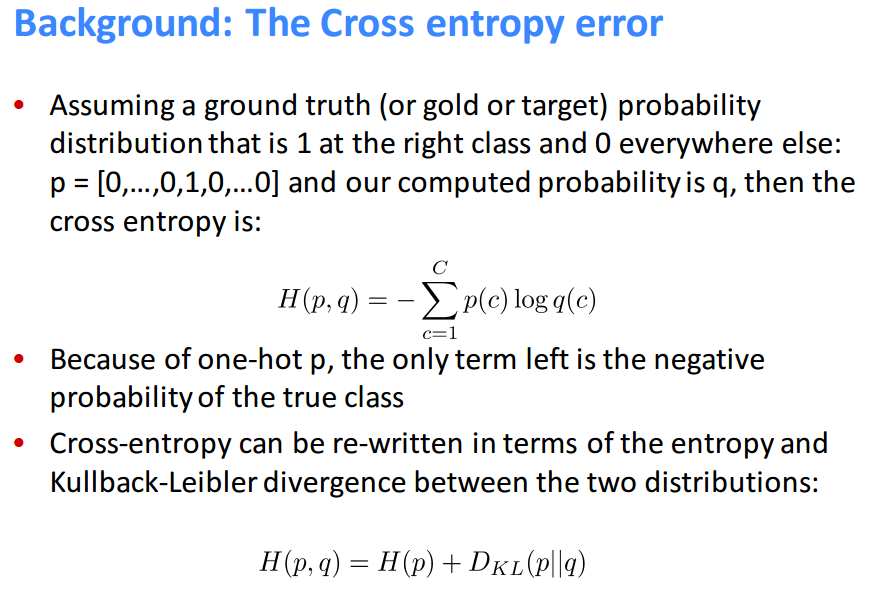 Background: The Cross entropy error
• Assuming a ground truth (or gold or target) probability
distribution that is 1 at the right class and 0 everywhere else:
p = [0,…,0,1,0,…0] and our computed probability is q, then the
cross entropy is:
H(p, q) = − ∑_{c=1}^{C} p(c) log q(c)
• Because of one-hot p, the only term left is the negative
probability of the true class
• Cross-entropy can be re-written in terms of the entropy and
Kullback-Leibler divergence between the two distributions:
H(p, q) = H(p) + D_{KL}(p||q)